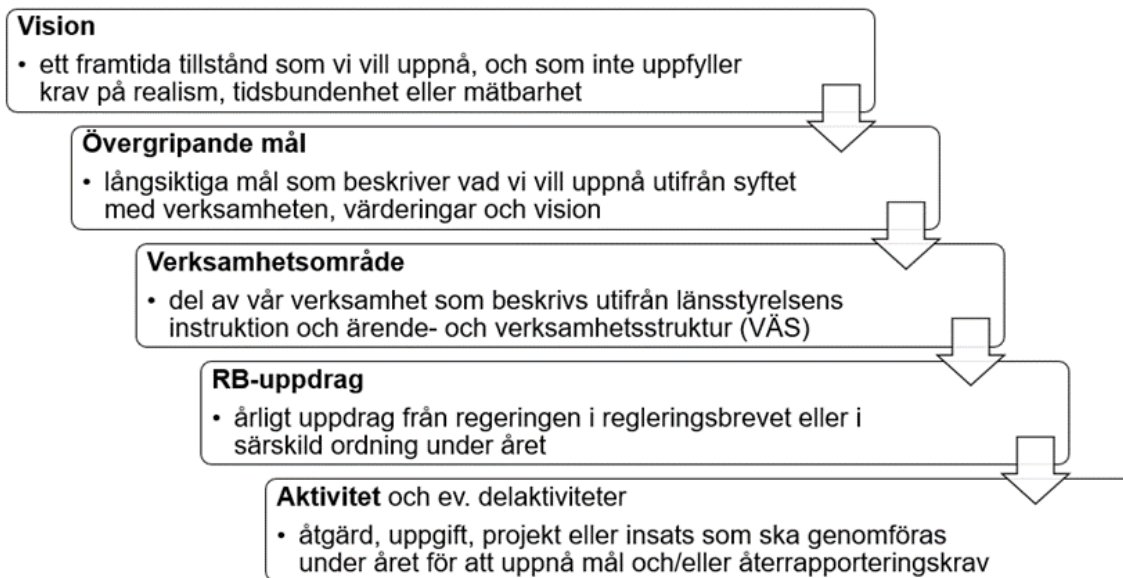 Vision
• ett framtida tillstånd som vi vill uppnå, och som inte uppfyller
krav på realism, tidsbundenhet eller mätbarhet
Övergripande mål
• långsiktiga mål som beskriver vad vi vill uppnå utifrån syftet
med verksamheten, värderingar och vision
Verksamhetsområde
• del av vår verksamhet som beskrivs utifrån länsstyrelsens
instruktion och ärende- och verksamhetsstruktur (VÄS)
RB-uppdrag
• årligt uppdrag från regeringen i regleringsbrevet eller i
särskild ordning under året
Aktivitet och ev. delaktiviteter
• åtgärd, uppgift, projekt eller insats som ska genomföras
under året för att uppnå mål och/eller återrapporteringskrav